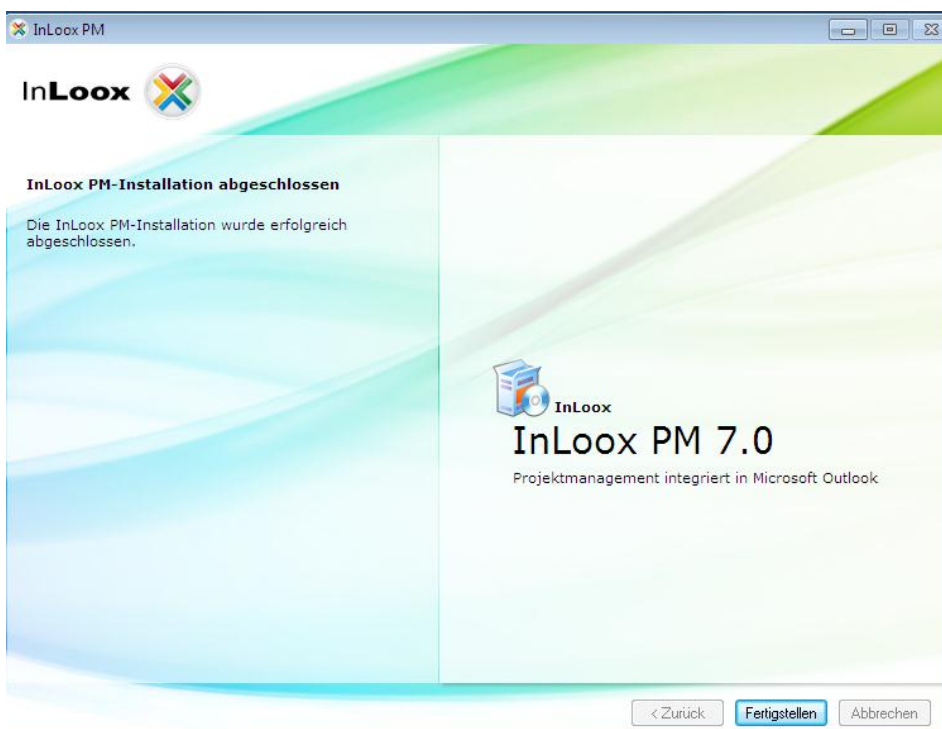 InLoox PM
InLoox
InLoox PM-Installation abgeschlossen
Die InLoox PM-Installation wurde erfolgreich
abgeschlossen.
InLoox
InLoox PM 7.0
Projektmanagement integriert in Microsoft Outlook
< Zurück Fertigstellen Abbrechen